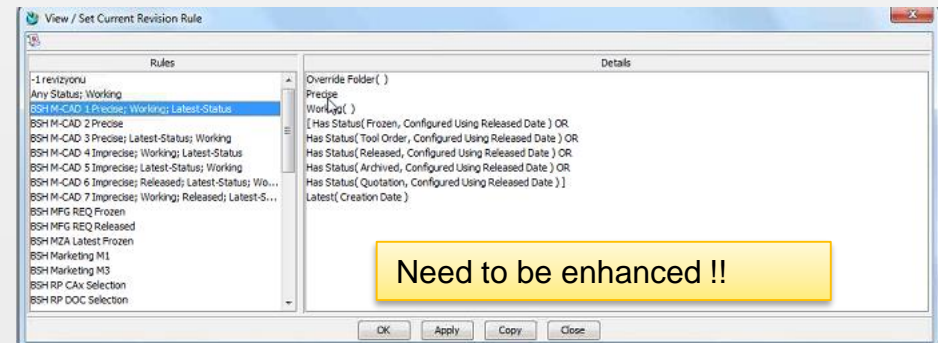 View / Set Current Revision Rule
Rules
-1 revizyonu
Any Status; Working
BSH M-CAD 1 Precise; Working; Latest-Status
BSH M-CAD 2 Precise
BSH M-CAD 3 Precise; Latest-Status; Working
BSH M-CAD 4 Imprecise; Working; Latest-Status
BSH M-CAD 5 Imprecise; Latest-Status; Working
BSH M-CAD 6 Imprecise; Released; Latest-Status; Wo...
BSH M-CAD 7 Imprecise; Working; Released; Latest-S...
BSH MFG REQ Frozen
BSH MFG REQ Released
BSH MZA Latest Frozen
BSH Marketing M1
BSH Marketing M3
BSH RP CAx Selection
BSH RP DOC Selection
Details
Override Folder( )
Precise
Working( )
[ Has Status( Frozen, Configured Using Released Date ) OR
Has Status( Tool Order, Configured Using Released Date ) OR
Has Status( Released, Configured Using Released Date ) OR
Has Status( Archived, Configured Using Released Date ) OR
Has Status( Quotation, Configured Using Released Date ) ]
Latest( Creation Date )
Need to be enhanced !!
OK Apply Copy Close